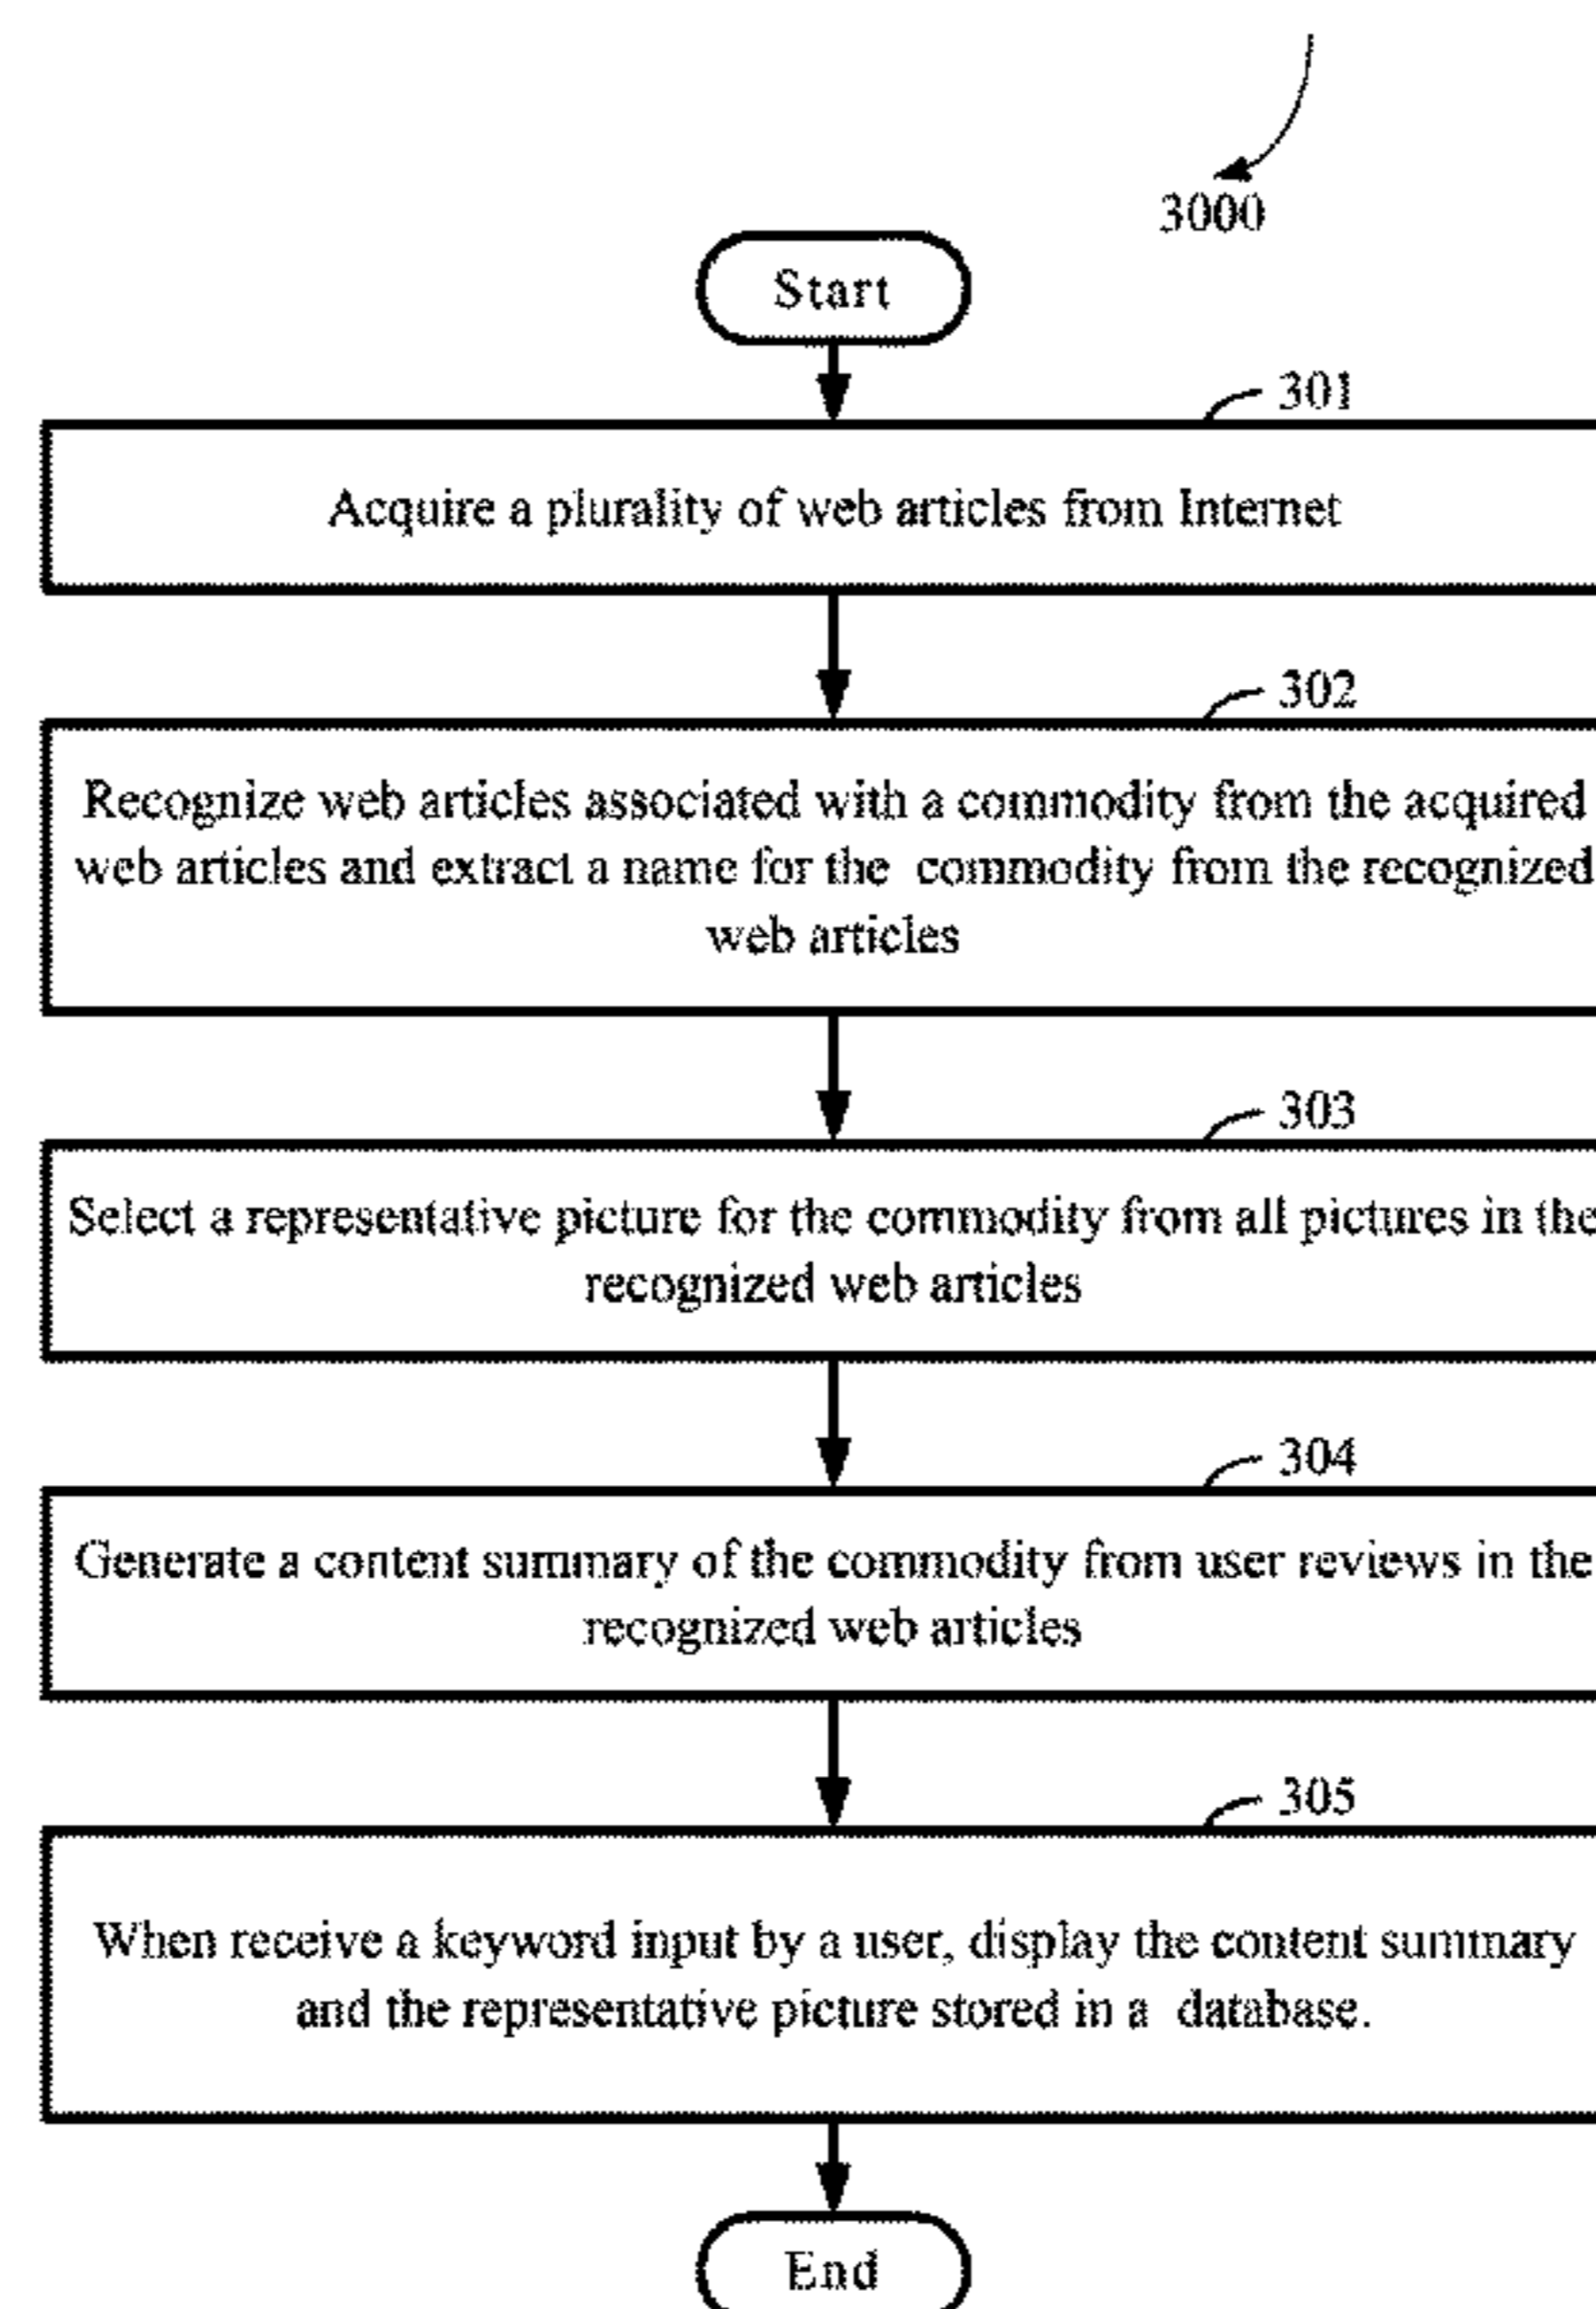 3000
Start
301
Acquire a plurality of web articles from Internet
302
Recognize web articles associated with a commodity from the acquired
web articles and extract a name for the commodity from the recognized
web articles
303
Select a representative picture for the commodity from all pictures in the
recognized web articles
304
Generate a content summary of the commodity from user reviews in the
recognized web articles
305
When receive a keyword input by a user, display the content summary
and the representative picture stored in a database.
End